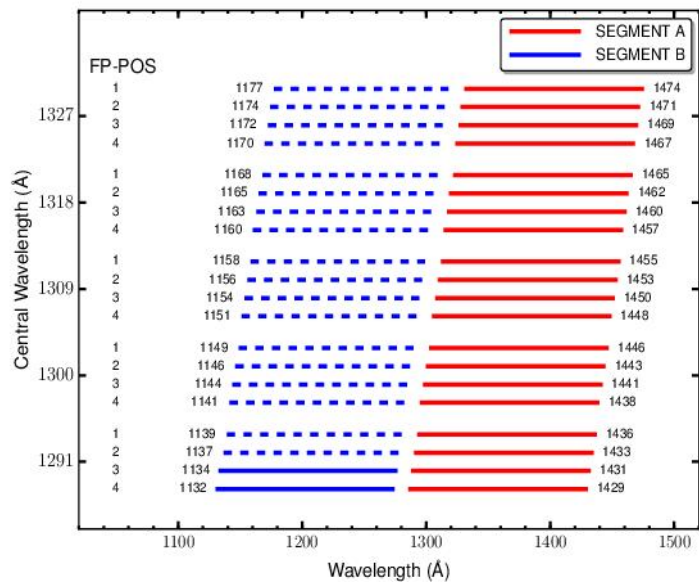 SEGMENT A
SEGMENT B
FP-POS
1 1177 1474
2 1174 1471
1327
3 1172 1469
4 1170 1467
1 1168 1465
2 1165 1462
1318
3 1163 1460
4 1160 1457
1 1158 1455
2 1156 1453
1309
3 1154 1450
4 1151 1448
1 1149 1446
2 1146 1443
1300
3 1144 1441
4 1141 1438
1 1139 1436
2 1137 1433
1291
3 1134 1431
4 1132 1429
Central Wavelength (Å)
1100 1200 1300 1400 1500
Wavelength (Å)